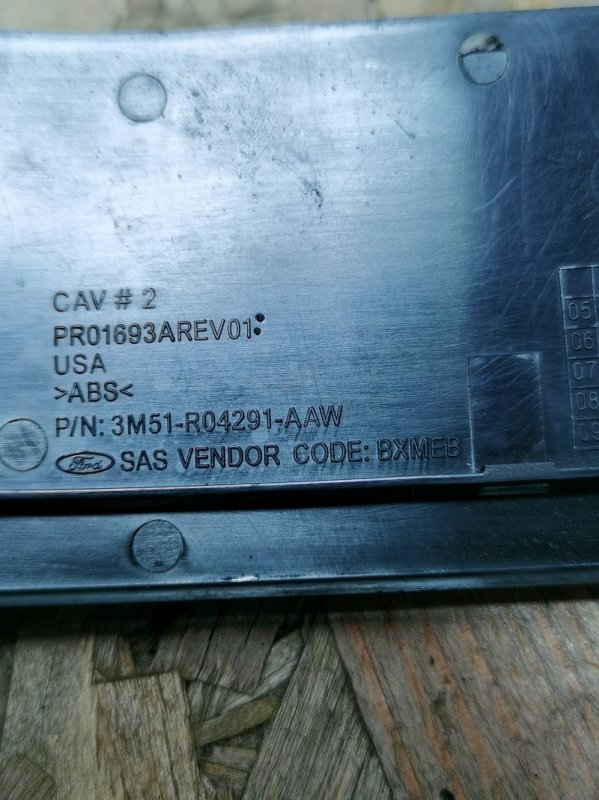 CAV # 2
PR01693AREV01
USA
>ABS<
P/N: 3M51-R04291-AAW
Ford SAS VENDOR CODE: BXMEB
05
06
07
08
09